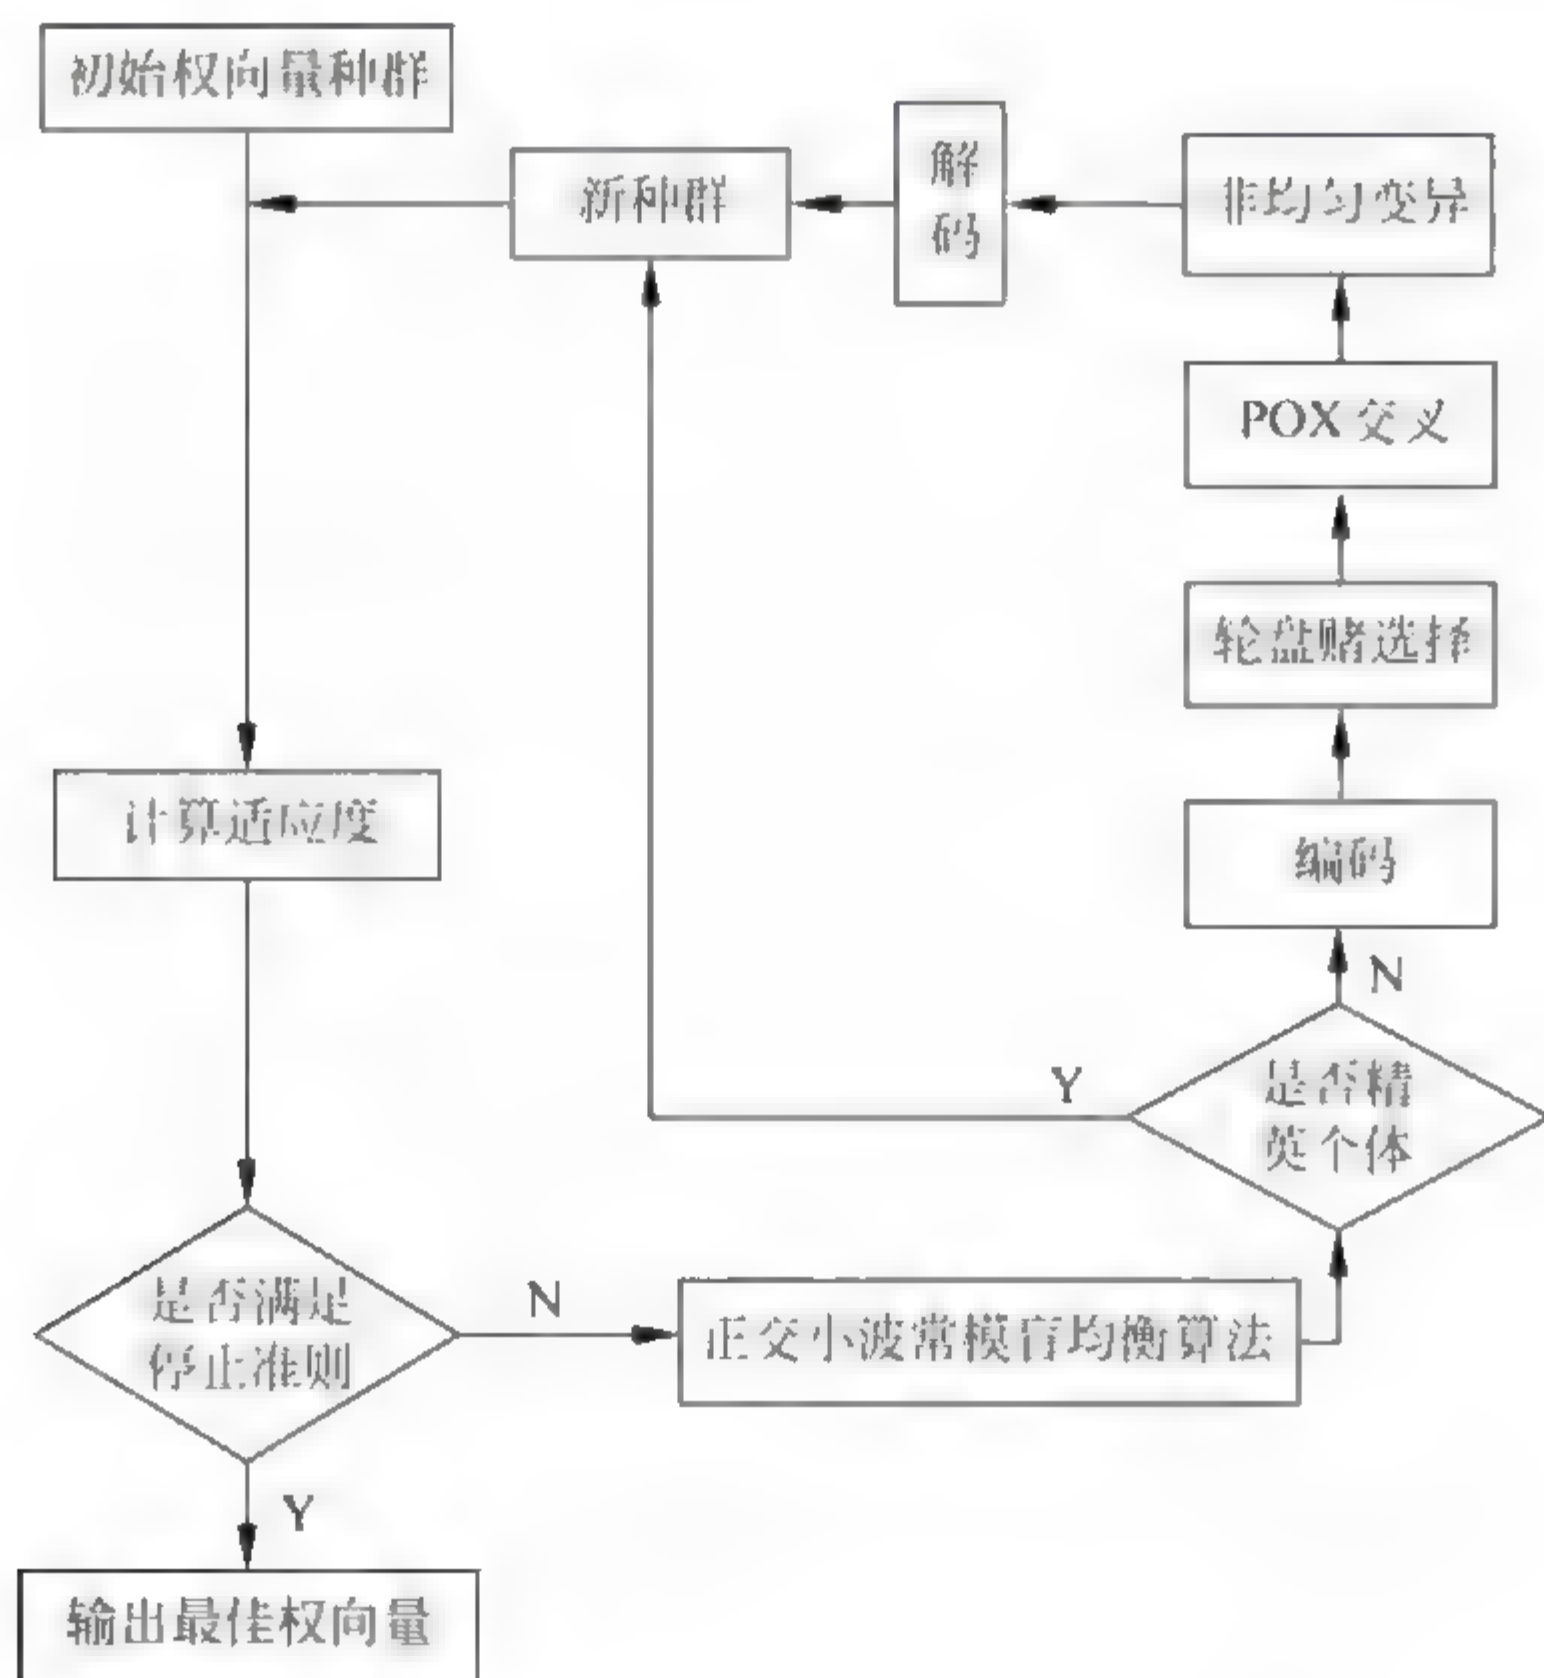 初始权向量种群
新种群
解
码
非均匀变异
POX 交叉
轮盘赌选择
计算适应度
编码
N
Y
是否精
英个体
是否满足
停止准则
N
正交小波常模盲均衡算法
Y
输出最佳权向量